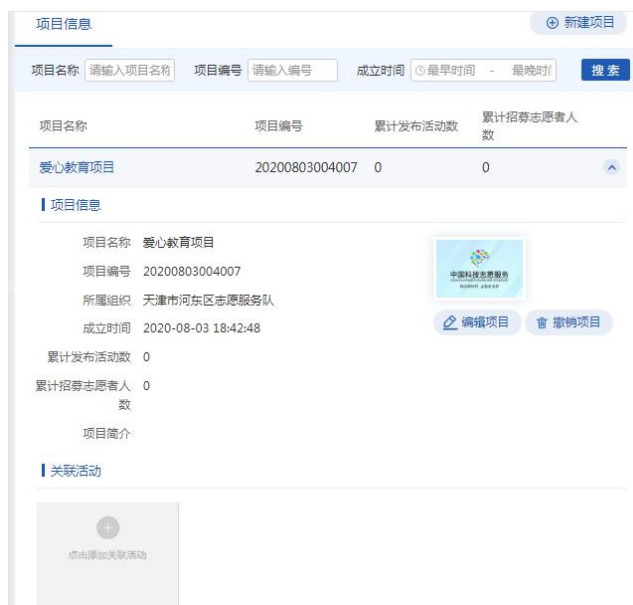 项目信息
新建项目
项目名称 请输入项目名称 项目编号 请输入编号 成立时间 最早时间 - 最晚时 搜索
项目名称 项目编号 累计发布活动数 累计招募志愿者人
数
爱心教育项目 20200803004007 0 0
项目信息
项目名称 爱心教育项目
项目编号 20200803004007
所属组织 天津市河东区志愿服务队
成立时间 2020-08-03 18:42:48
累计发布活动数 0
累计招募志愿者人 0
数
项目简介
中国科技志愿服务
编辑项目 撤销项目
关联活动
点击添加关联活动